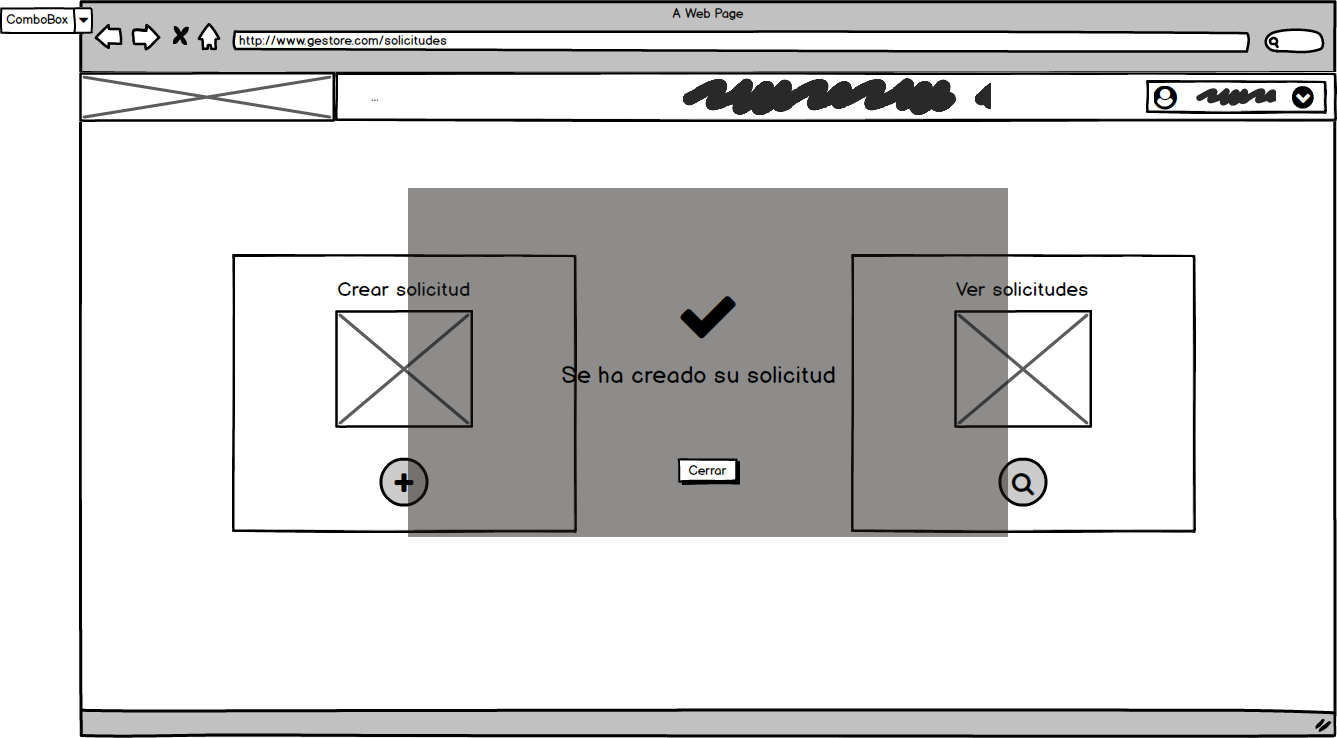 ComboBox
A Web Page
http://www.gestore.com/solicitudes
...
Crear solicitud
Ver solicitudes
Se ha creado su solicitud
Cerrar